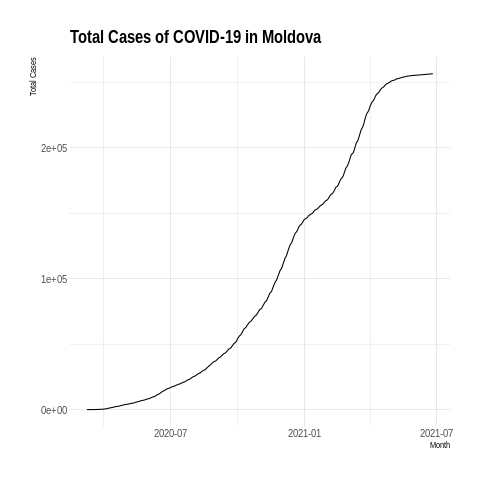 Total Cases of COVID-19 in Moldova
Total Cases
2e+05
1e+05
0e+00
2020-07
2021-01
2021-07
Month